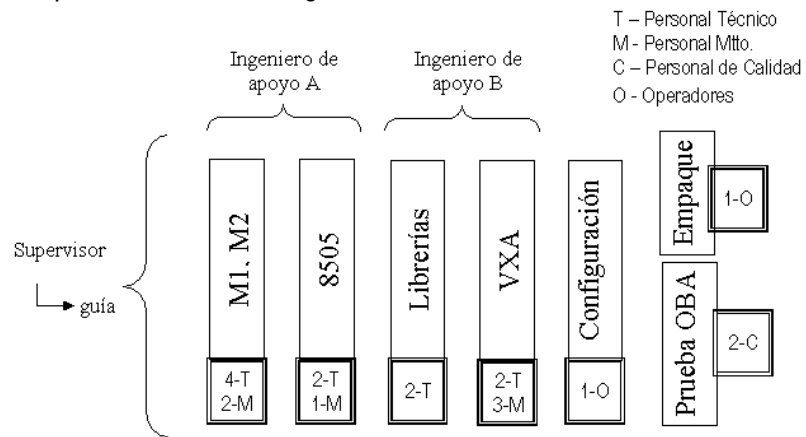 T – Personal Técnico
M - Personal Mtto.
C – Personal de Calidad
O - Operadores
Ingeniero de
apoyo A
Ingeniero de
apoyo B
Supervisor
guía
M1, M2
8505
Librerías
VXA
Configuración
Empaque
Prueba OBA
4-T
2-M
2-T
1-M
2-T
2-T
3-M
1-O
1-O
2-C